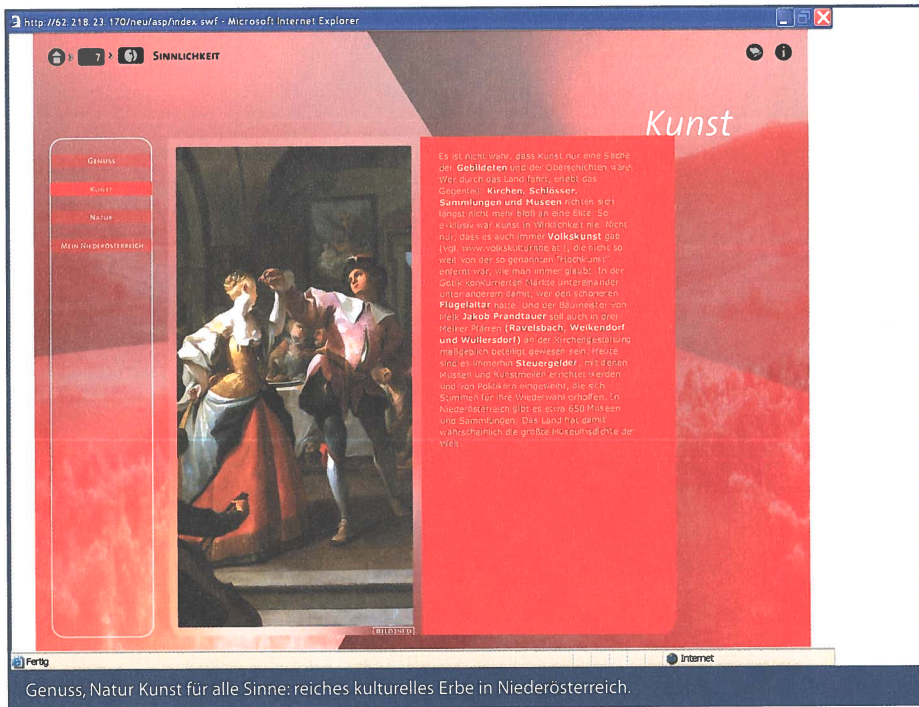 http://62.218.23.170/neu/asp/index.swf - Microsoft Internet Explorer
7 SINNLICHKEIT
Kunst
GENUSS
KUNST
NATUR
MEIN NIEDERÖSTERREICH
Es ist nicht wahr, dass Kunst nur eine Sache
der Gebildeten und der Oberschichten wäre.
Wer durch das Land fährt, erlebt das
Gegenteil: Kirchen, Schlösser,
Sammlungen und Museen richten sich
längst nicht mehr bloß an eine Elite. So
exklusiv war Kunst in Wirklichkeit nie. Nicht
nur, dass es auch immer Volkskunst gab
(vgl. www.volkskulturnoe.at ), die nicht so
weit von der so genannten "Hochkunst"
enfernt war, wie man immer glaubt. In der
Gotik konkurrierten Märkte untereinander
unter anderem damit, wer den schöneren
Flügelaltar hatte. Und der Baumeister von
Melk Jakob Prandtauer soll auch in drei
Melker Pfarren (Ravelsbach, Weikendorf
und Wullersdorf) an der Kirchengestaltung
maßgeblich beteiligt gewesen sein. Heute
sind es immerhin Steuergelder, mit denen
Museen und Kunstmeilen errichtet werden
und von Politikern eingeweiht, die sich
Stimmen für ihre Wiederwahl erhoffen. In
Niederösterreich gibt es etwa 650 Museen
und Sammlungen: Das Land hat damit
wahrscheinlich die größte Museumsdichte der
Welt.
Fertig
Internet
Genuss, Natur Kunst für alle Sinne: reiches kulturelles Erbe in Niederösterreich.